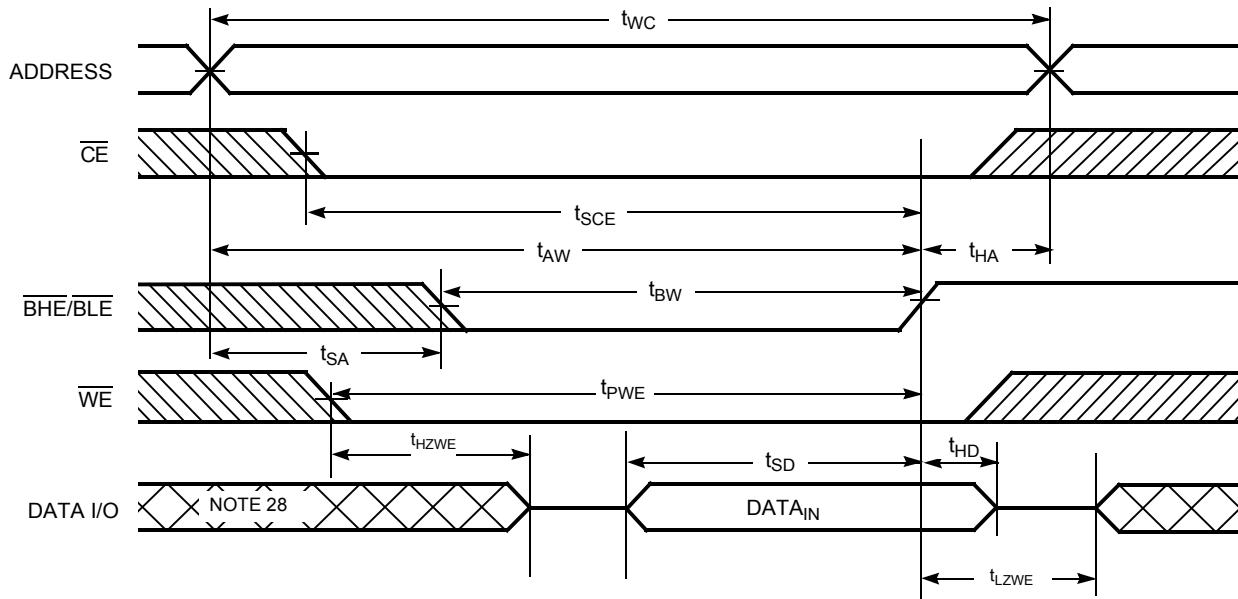 tWC
ADDRESS
CE
tSCE
tAW
tHA
BHE/BLE
tBW
tSA
WE
tPWE
tHZWE
tSD
tHD
DATA I/O
NOTE 28
DATAIN
tLZWE